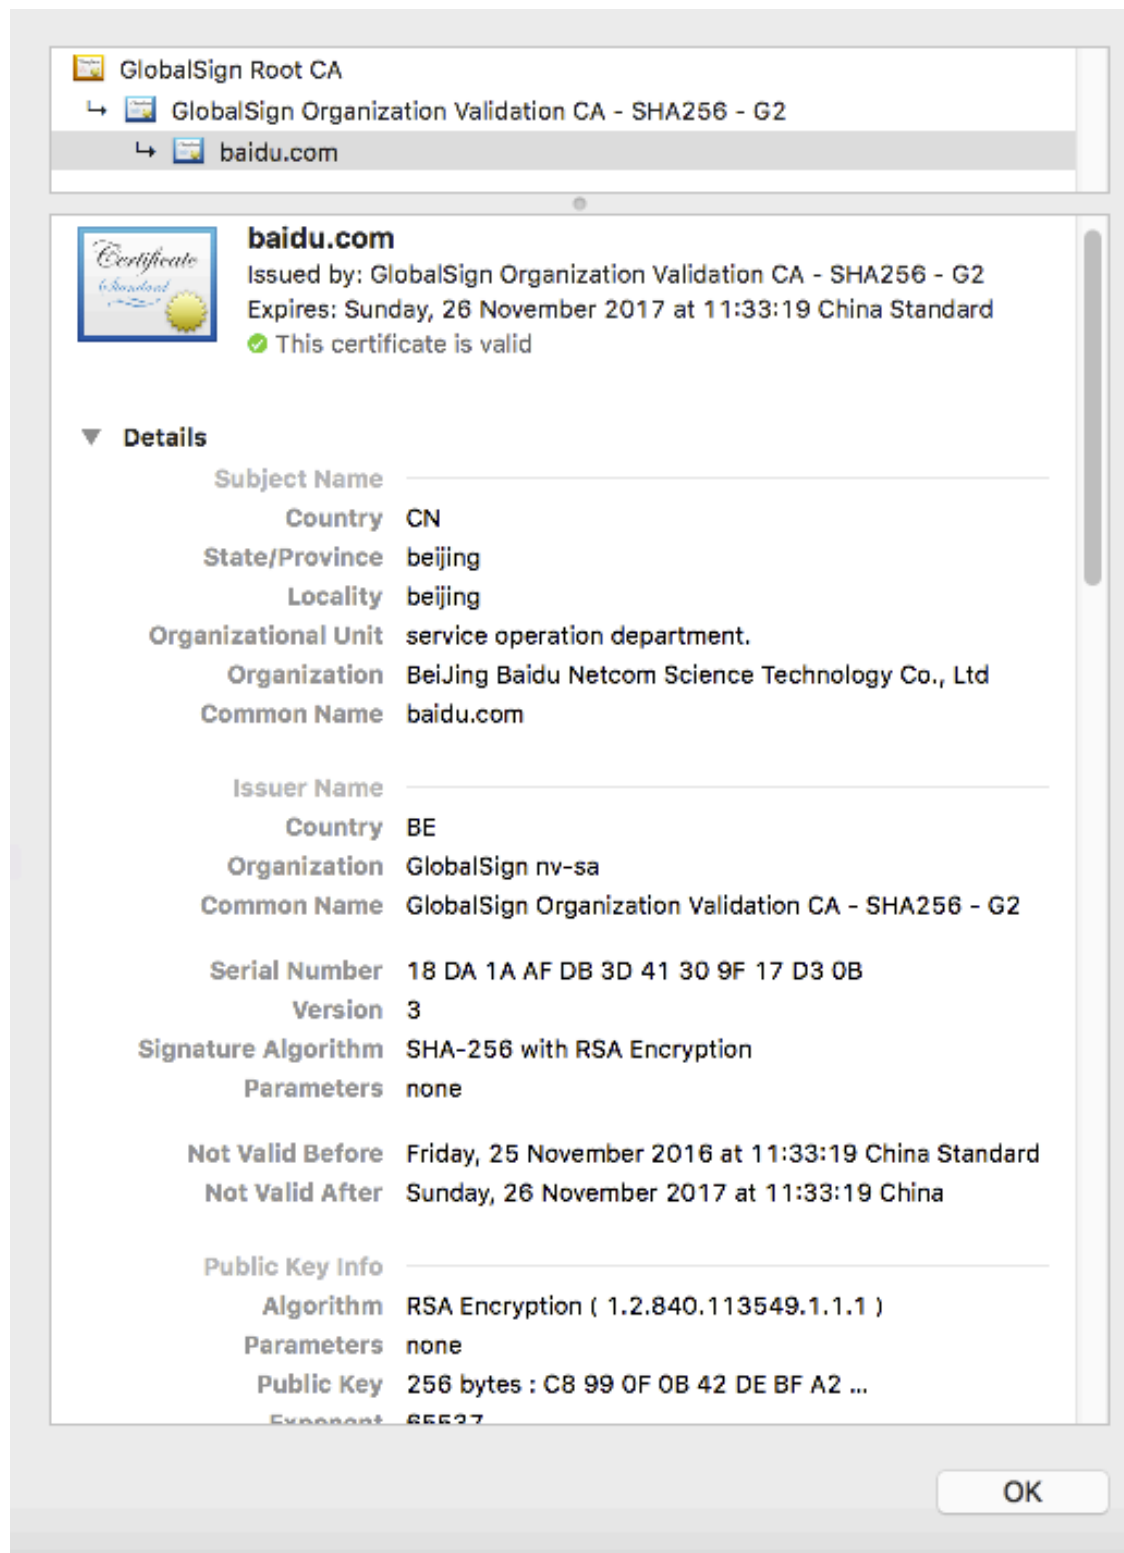 GlobalSign Root CA
GlobalSign Organization Validation CA - SHA256 - G2
baidu.com
Certificate
Standard
baidu.com
Issued by: GlobalSign Organization Validation CA - SHA256 - G2
Expires: Sunday, 26 November 2017 at 11:33:19 China Standard
This certificate is valid
Details
Subject Name
Country CN
State/Province beijing
Locality beijing
Organizational Unit service operation department.
Organization BeiJing Baidu Netcom Science Technology Co., Ltd
Common Name baidu.com
Issuer Name
Country BE
Organization GlobalSign nv-sa
Common Name GlobalSign Organization Validation CA - SHA256 - G2
Serial Number 18 DA 1A AF DB 3D 41 30 9F 17 D3 0B
Version 3
Signature Algorithm SHA-256 with RSA Encryption
Parameters none
Not Valid Before Friday, 25 November 2016 at 11:33:19 China Standard
Not Valid After Sunday, 26 November 2017 at 11:33:19 China
Public Key Info
Algorithm RSA Encryption ( 1.2.840.113549.1.1.1 )
Parameters none
Public Key 256 bytes : C8 99 0F 0B 42 DE BF A2 ...
Exponent 65537
OK